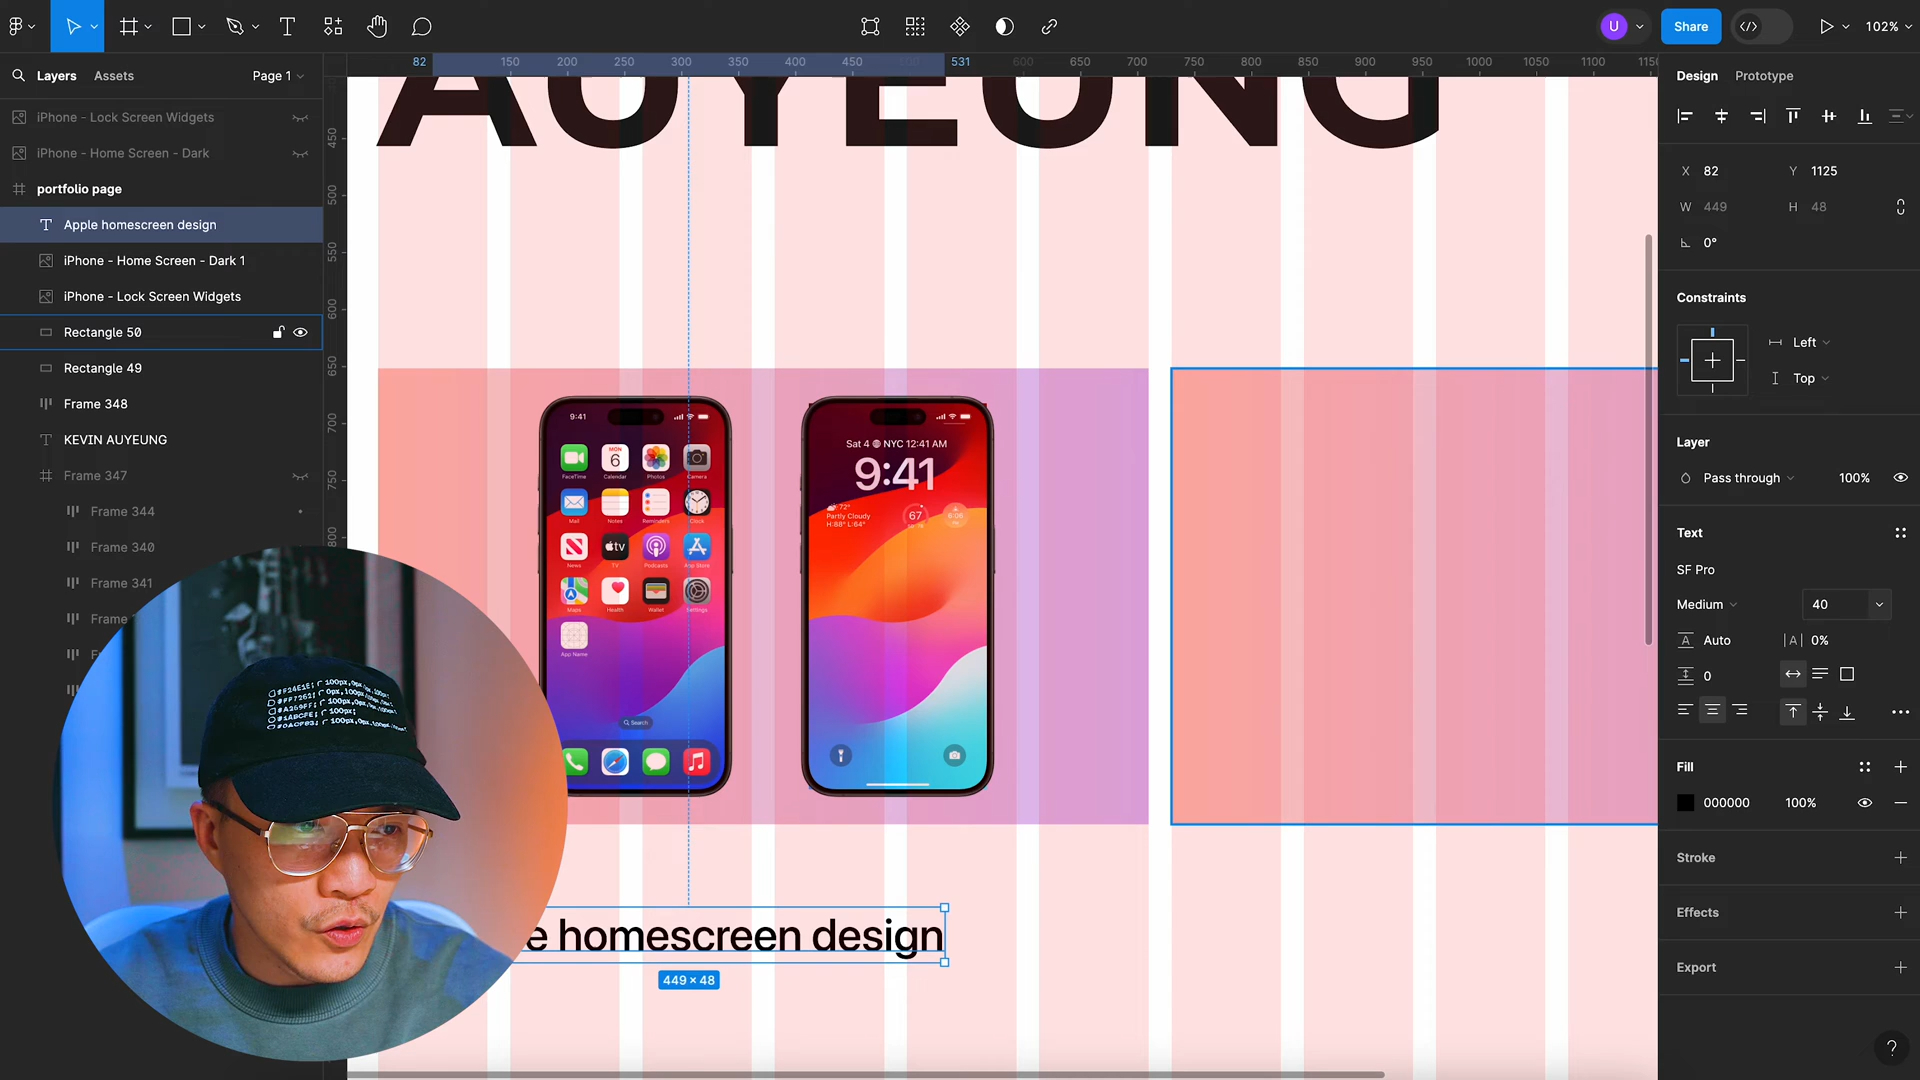 Share
102%
Layers
Assets
Page 1
82
150
200
250
300
350
400
450
531
600
650
700
750
800
850
900
950
1000
1050
1100
Design
Prototype
iPhone - Lock Screen Widgets
iPhone - Home Screen - Dark
portfolio page
Apple homescreen design
iPhone - Home Screen - Dark 1
iPhone - Lock Screen Widgets
Rectangle 50
Rectangle 49
Frame 348
KEVIN AUYEUNG
Frame 347
Frame 344
Frame 340
Frame 341
450
500
550
600
650
700
750
800
AUYEUNG
9:41
MON
6
FaceTime
Calendar
Photos
Camera
Mail
Notes
Reminders
Clock
tv
News
TV
Podcasts
App Store
Maps
Health
Wallet
Settings
App Name
Search
Sat 4 NYC 12:41 AM
9:41
72°
Partly Cloudy
H:88° L:64°
67
e homescreen design
449 × 48
X 82
Y 1125
W 449
H 48
0°
Constraints
Left
Top
Layer
Pass through
100%
Text
SF Pro
Medium
40
Auto
|A| 0%
0
Fill
000000
100%
Stroke
Effects
Export
?
U